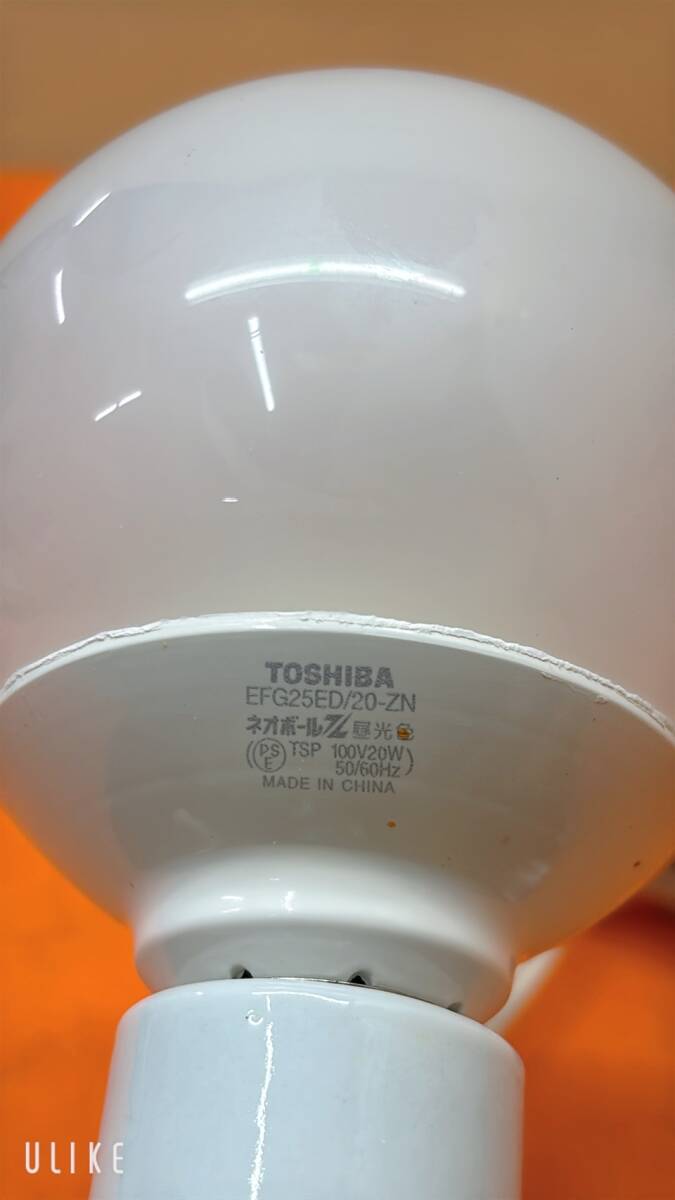 TOSHIBA
EFG25ED/20-ZN
ネオボールZ 昼光色
(PSE TSP 100V20W
50/60Hz)
MADE IN CHINA
ULIKE